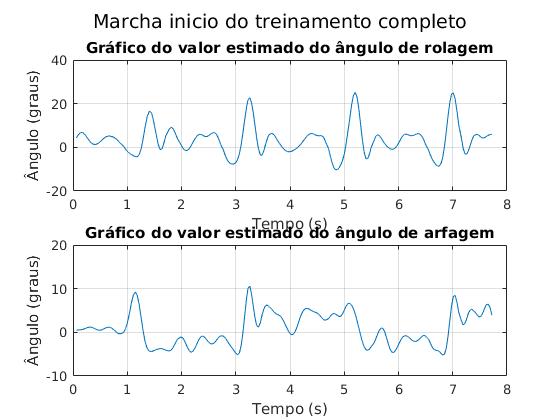 Marcha inicio do treinamento completo
Gráfico do valor estimado do ângulo de rolagem
40
20
0
-20
Ângulo (graus)
0 1 2 3 4 5 6 7 8
Tempo (s)
Gráfico do valor estimado do ângulo de arfagem
20
10
0
-10
Ângulo (graus)
0 1 2 3 4 5 6 7 8
Tempo (s)